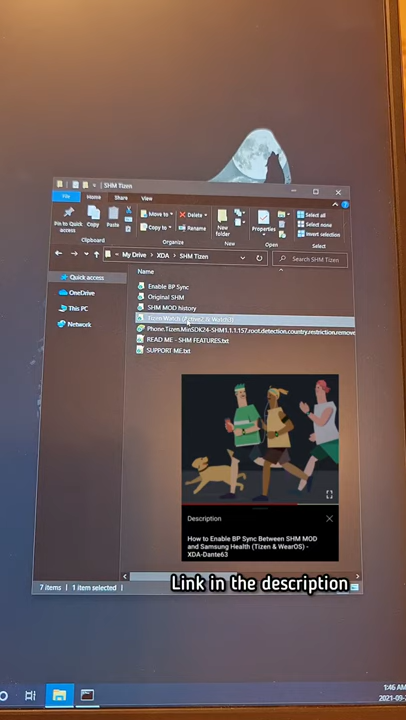 SHM Tizen
File
Home
Share
View
Pin to Quick access
Copy
Paste
Move to
Copy to
Delete
Rename
New folder
Properties
Select all
Select none
Invert selection
Clipboard
Organize
New
Open
Select
My Drive > XDA > SHM Tizen
Search SHM Tizen
Name
Quick access
OneDrive
This PC
Network
Enable BP Sync
Original SHM
SHM MOD history
Tizen Watch (Active2 & Watch3)
Phone.Tizen.MinSDK24-SHM1.1.1.157.root.detection.country.restriction.remove
READ ME - SHM FEATURES.txt
SUPPORT ME.txt
Description
How to Enable BP Sync Between SHM MOD
and Samsung Health (Tizen & WearOS) -
XDA-Dante63
7 items
1 item selected
Link in the description
1:46 AM